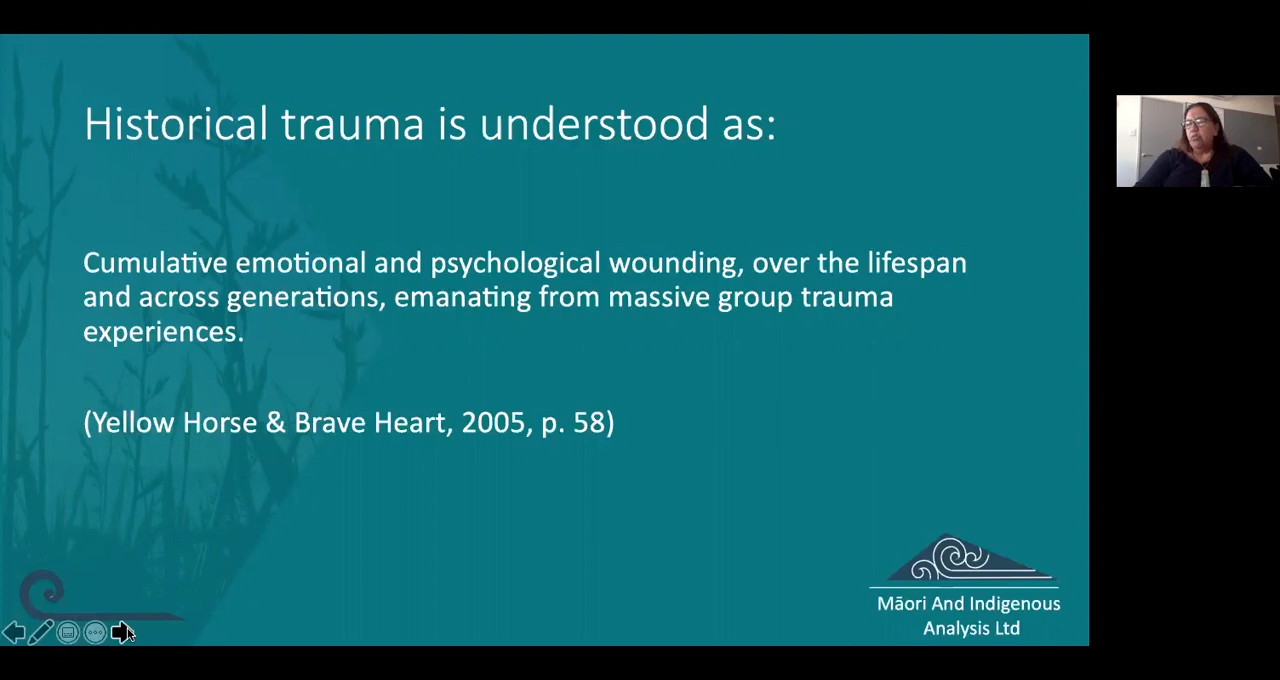 Historical trauma is understood as:
Cumulative emotional and psychological wounding, over the lifespan
and across generations, emanating from massive group trauma
experiences.
(Yellow Horse & Brave Heart, 2005, p. 58)
Māori And Indigenous
Analysis Ltd